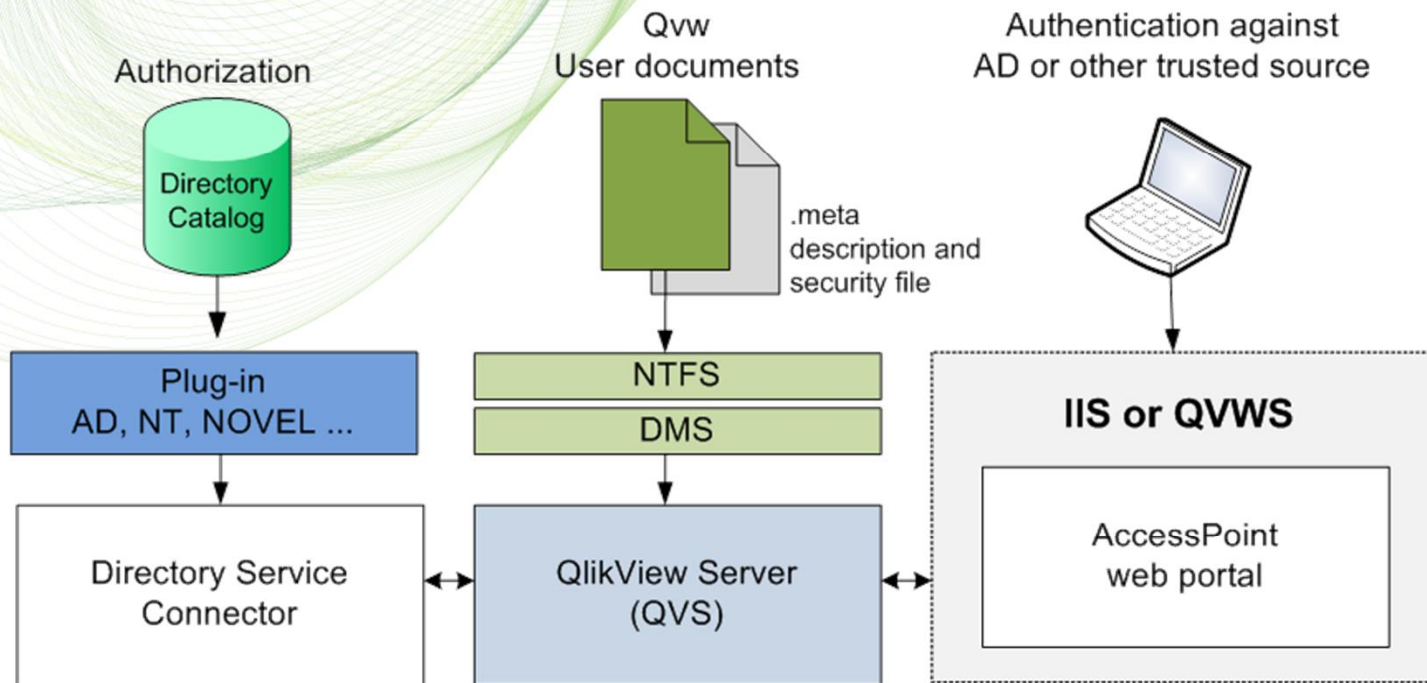 Authorization
Directory
Catalog
Plug-in
AD, NT, NOVEL ...
Directory Service
Connector
Qvw
User documents
.meta
description and
security file
NTFS
DMS
QlikView Server
(QVS)
Authentication against
AD or other trusted source
IIS or QVWS
AccessPoint
web portal